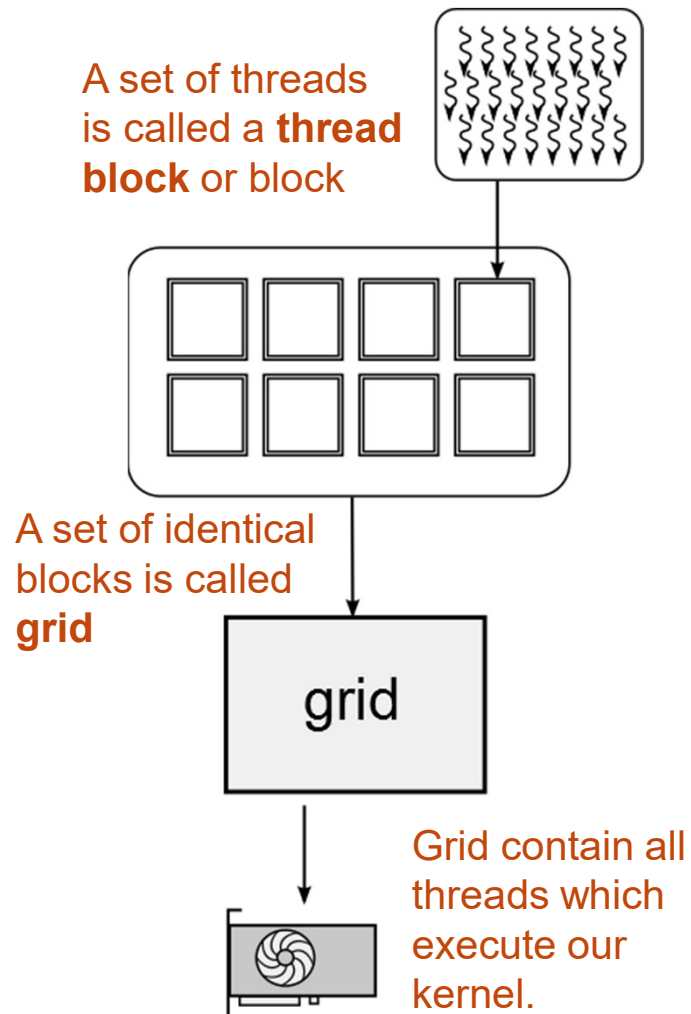 A set of threads
is called a thread
block or block
A set of identical
blocks is called
grid
grid
Grid contain all
threads which
execute our
kernel.